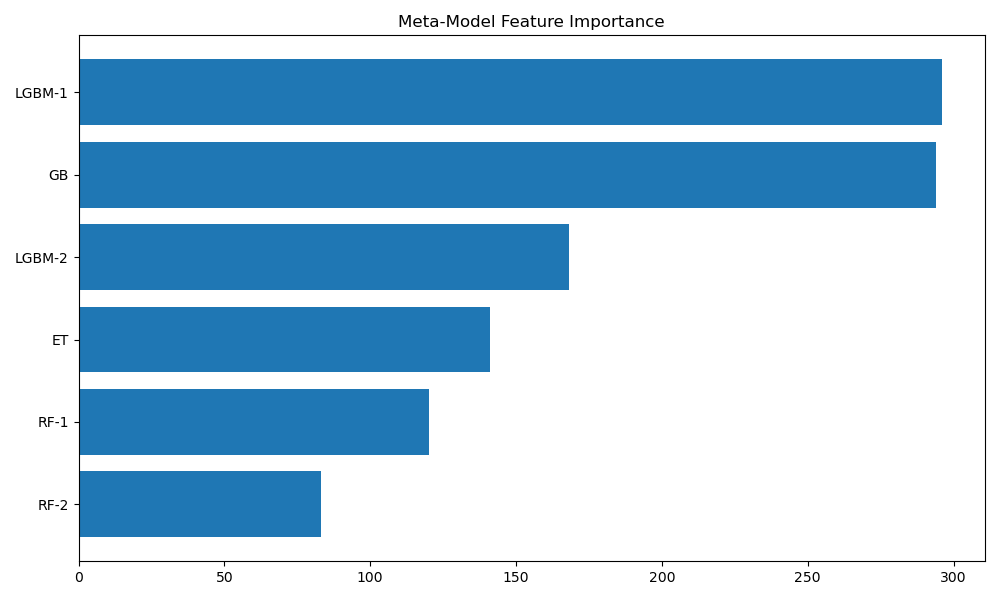 Meta-Model Feature Importance
LGBM-1
GB
LGBM-2
ET
RF-1
RF-2
0 50 100 150 200 250 300